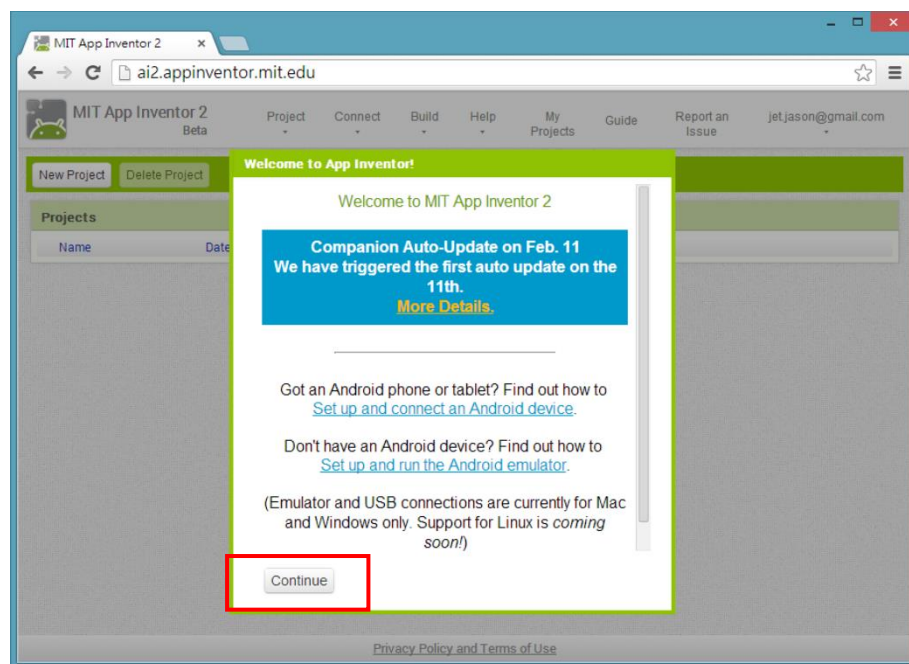 MIT App Inventor 2
ai2.appinventor.mit.edu
MIT App Inventor 2
Beta
Project Connect Build Help My Projects Guide Report an Issue jet.jason@gmail.com
New Project Delete Project
Welcome to App Inventor!
Projects
Name Date
Welcome to MIT App Inventor 2
Companion Auto-Update on Feb. 11
We have triggered the first auto update on the
11th.
More Details.
Got an Android phone or tablet? Find out how to
Set up and connect an Android device.
Don't have an Android device? Find out how to
Set up and run the Android emulator.
(Emulator and USB connections are currently for Mac
and Windows only. Support for Linux is coming
soon!)
Continue
Privacy Policy and Terms of Use